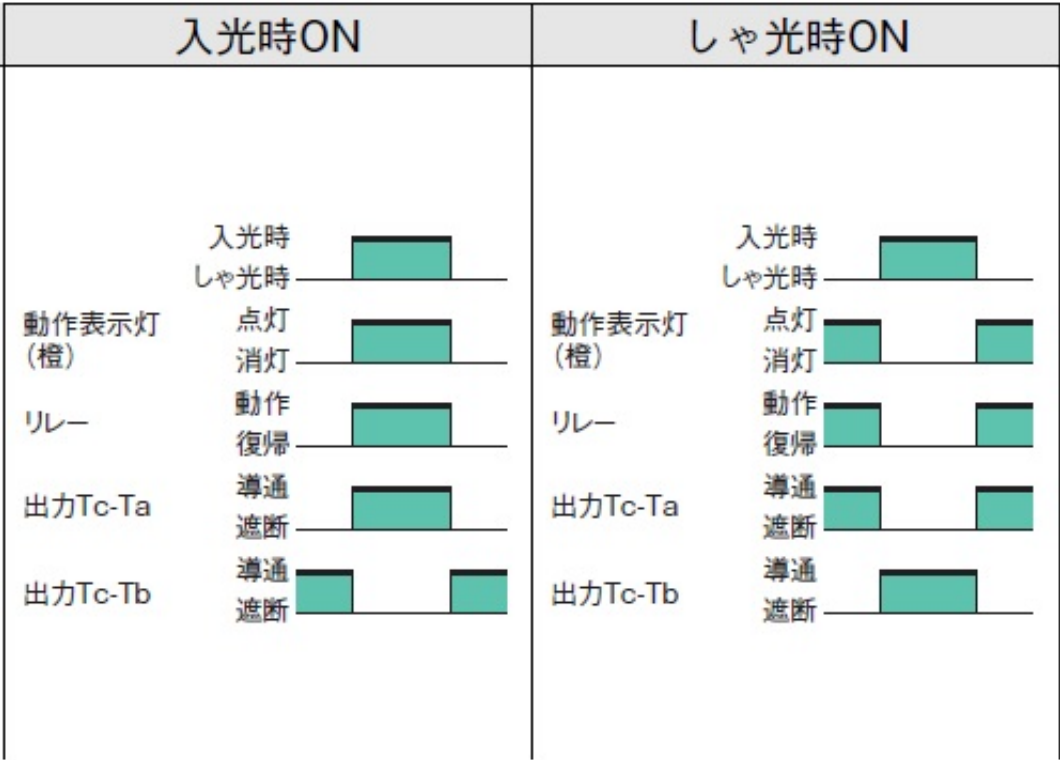 入光時ON
しゃ光時ON
入光時
しゃ光時
動作表示灯
(橙)
点灯
消灯
リレー
動作
復帰
出力Tc-Ta
導通
遮断
出力Tc-Tb
導通
遮断
入光時
しゃ光時
動作表示灯
(橙)
点灯
消灯
リレー
動作
復帰
出力Tc-Ta
導通
遮断
出力Tc-Tb
導通
遮断